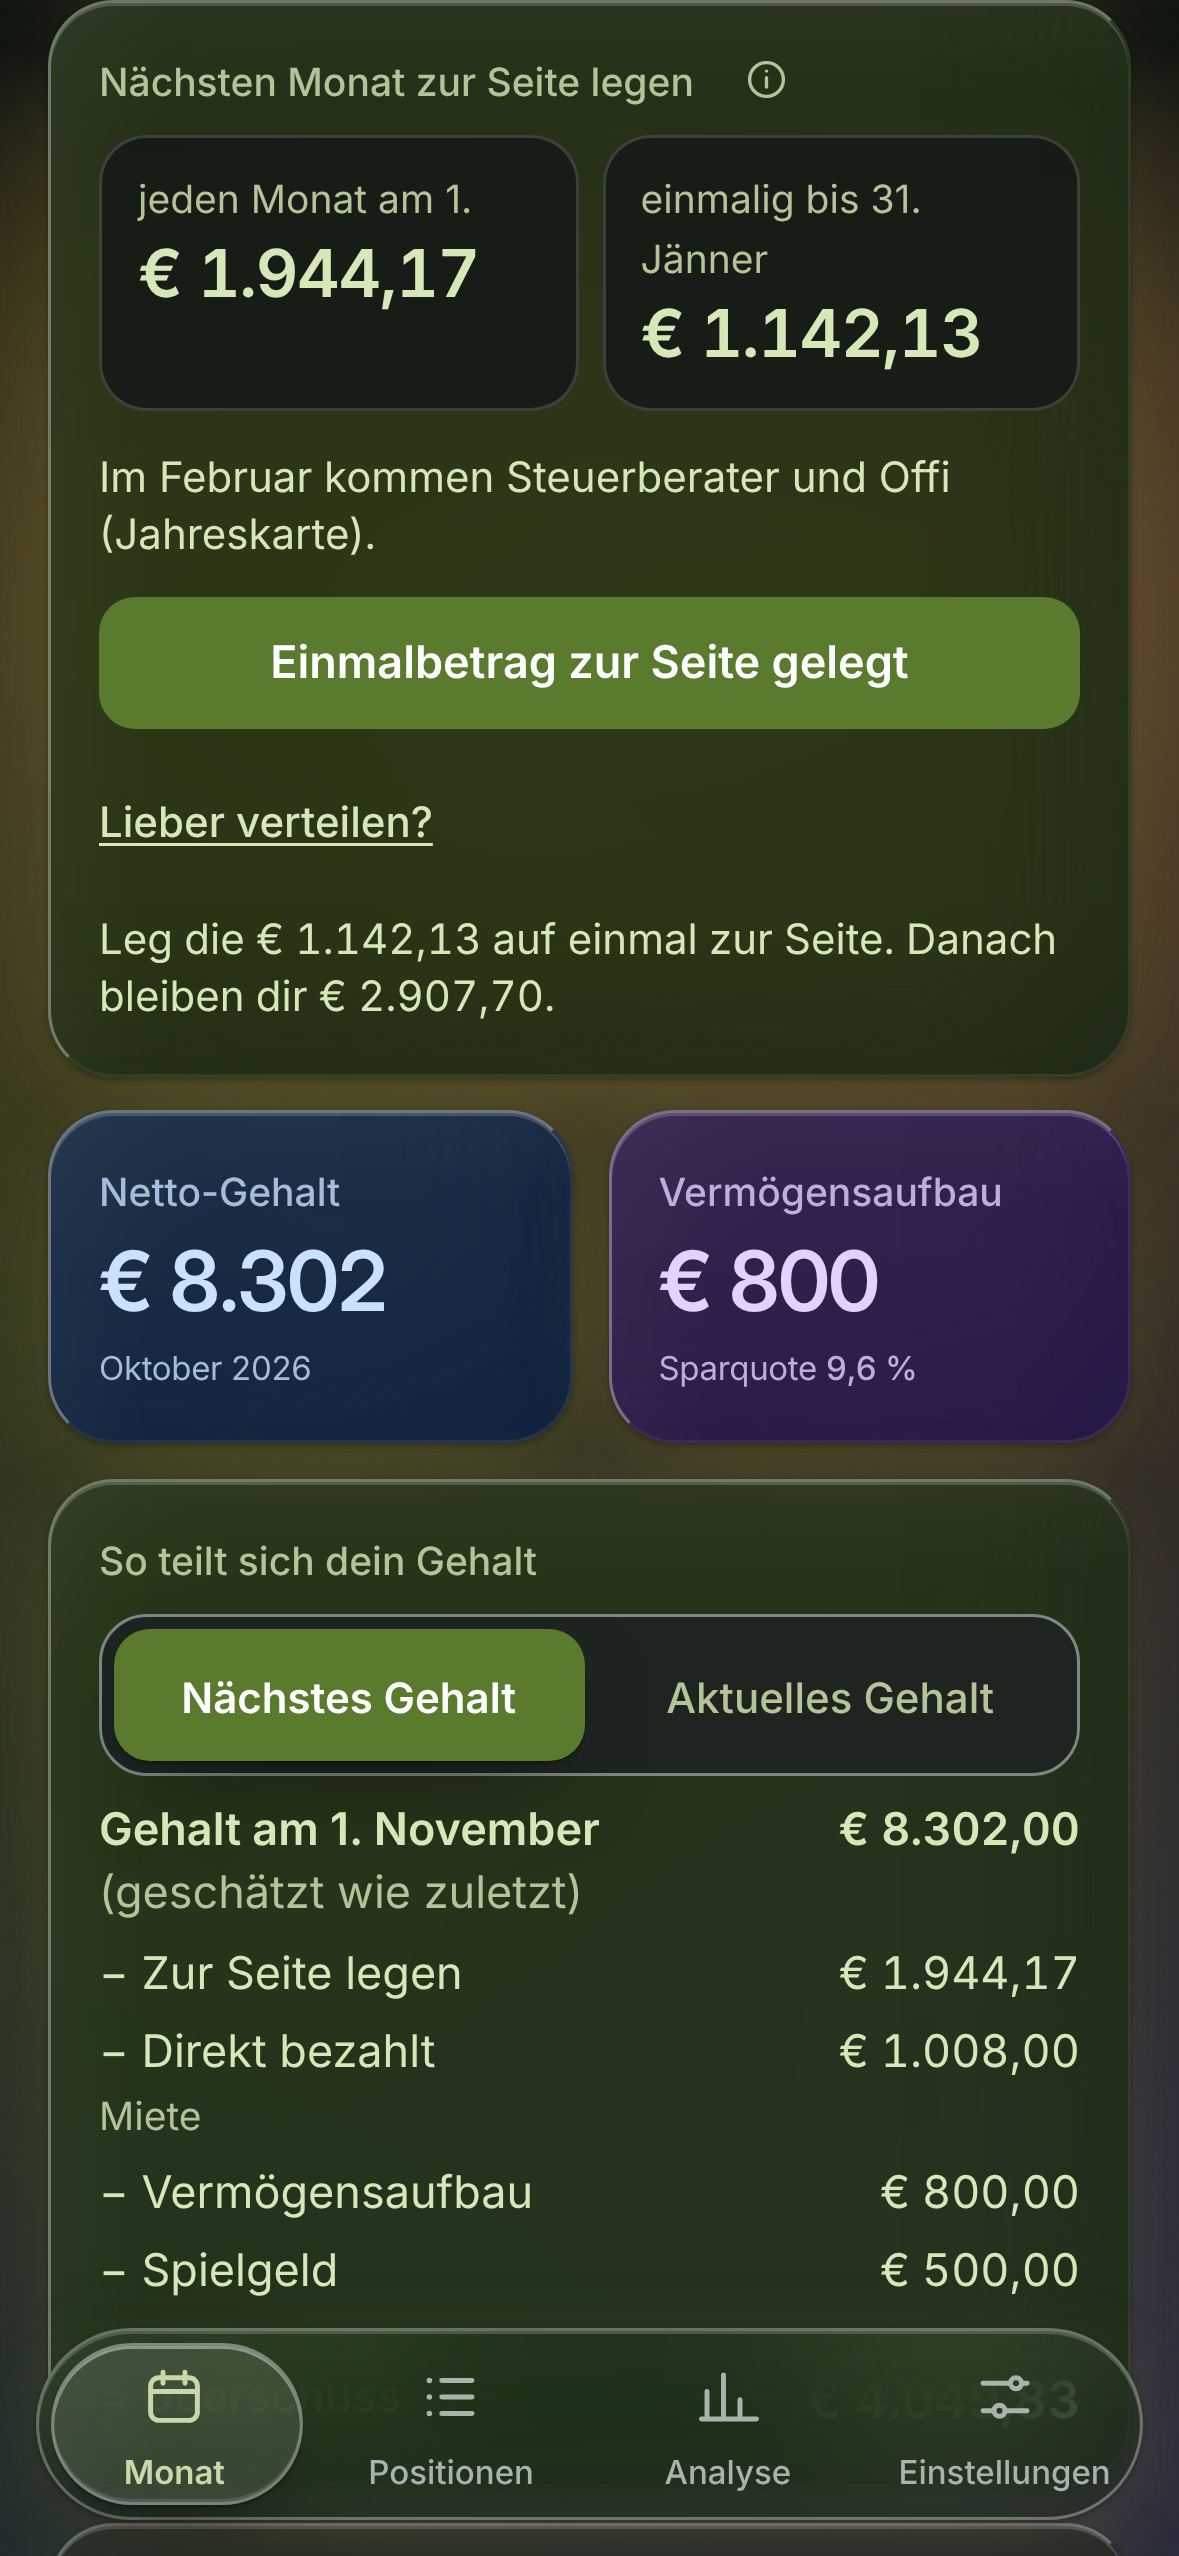 Nächsten Monat zur Seite legen
jeden Monat am 1.
€ 1.944,17
einmalig bis 31.
Jänner
€ 1.142,13
Im Februar kommen Steuerberater und Offi
(Jahreskarte).
Einmalbetrag zur Seite gelegt
Lieber verteilen?
Leg die € 1.142,13 auf einmal zur Seite. Danach
bleiben dir € 2.907,70.
Netto-Gehalt
€ 8.302
Oktober 2026
Vermögensaufbau
€ 800
Sparquote 9,6 %
So teilt sich dein Gehalt
Nächstes Gehalt
Aktuelles Gehalt
Gehalt am 1. November € 8.302,00
(geschätzt wie zuletzt)
– Zur Seite legen € 1.944,17
– Direkt bezahlt € 1.008,00
Miete
– Vermögensaufbau € 800,00
– Spielgeld € 500,00
€ 4.049,83
Monat
Positionen
Analyse
Einstellungen